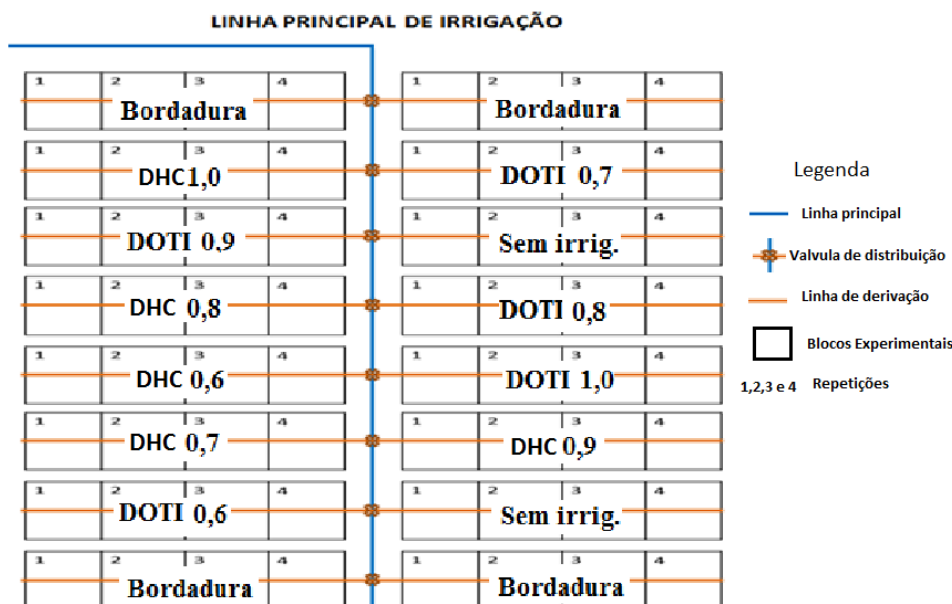 LINHA PRINCIPAL DE IRRIGAÇÃO
1 2 3 4 1 2 3 4
Bordadura Bordadura
1 2 3 4 1 2 3 4
DHC 1,0 DOTI 0,7
1 2 3 4 1 2 3 4
DOTI 0,9 Sem irrig.
1 2 3 4 1 2 3 4
DHC 0,8 DOTI 0,8
1 2 3 4 1 2 3 4
DHC 0,6 DOTI 1,0
1 2 3 4 1 2 3 4
DHC 0,7 DHC 0,9
1 2 3 4 1 2 3 4
DOTI 0,6 Sem irrig.
1 2 3 4 1 2 3 4
Bordadura Bordadura
Legenda
Linha principal
Valvula de distribuição
Linha de derivação
Blocos Experimentais
1,2,3 e 4 Repetições